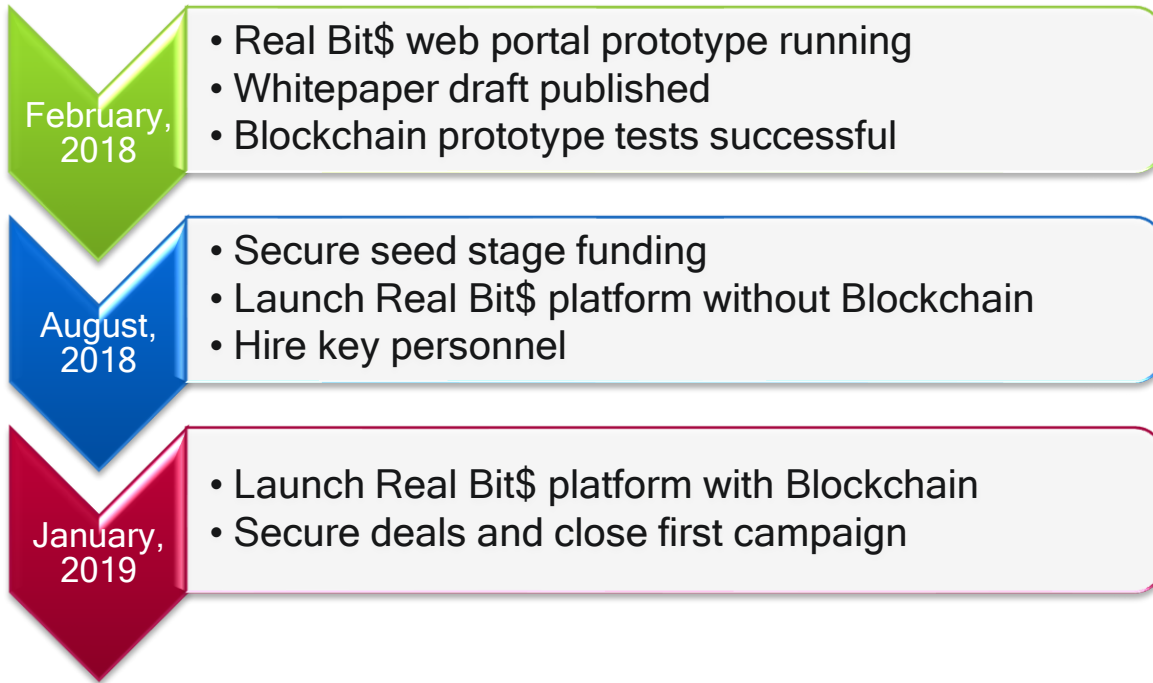 February,
2018
• Real Bit$ web portal prototype running
• Whitepaper draft published
• Blockchain prototype tests successful
August,
2018
• Secure seed stage funding
• Launch Real Bit$ platform without Blockchain
• Hire key personnel
January,
2019
• Launch Real Bit$ platform with Blockchain
• Secure deals and close first campaign